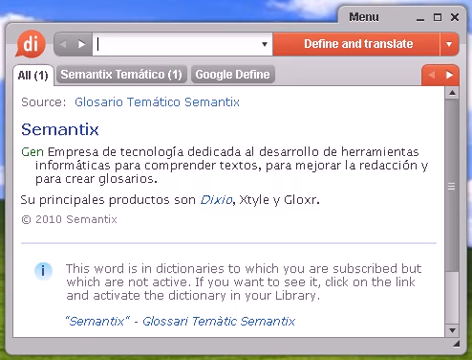 Menu
di
Define and translate
All (1) Semantix Temático (1) Google Define
Source: Glosario Temático Semantix
Semantix
Gen Empresa de tecnología dedicada al desarrollo de herramientas
informáticas para comprender textos, para mejorar la redacción y
para crear glosarios.
Su principales productos son Dixio, Xtyle y Gloxr.
© 2010 Semantix
i
This word is in dictionaries to which you are subscribed but
which are not active. If you want to see it, click on the link
and activate the dictionary in your Library.
"Semantix" - Glossari Temàtic Semantix